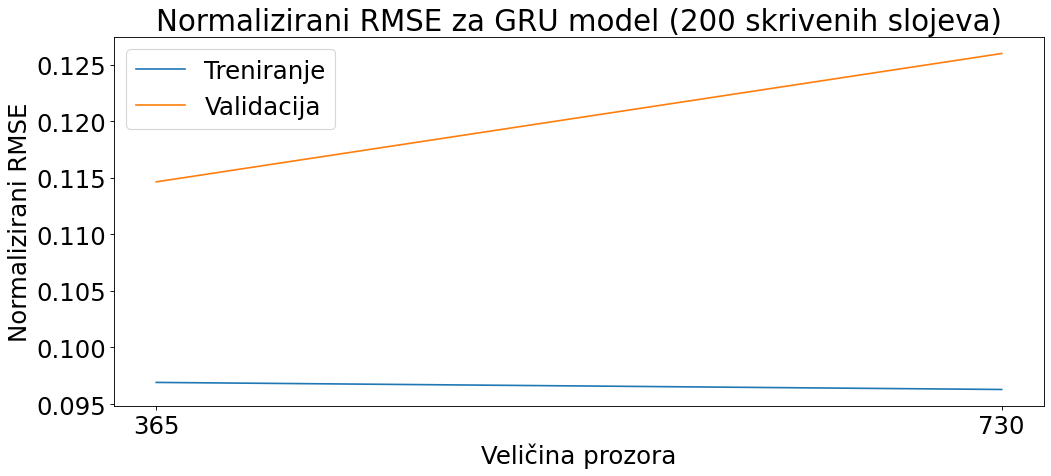 Normalizirani RMSE za GRU model (200 skrivenih slojeva)
Treniranje
Validacija
Normalizirani RMSE
0.125
0.120
0.115
0.110
0.105
0.100
0.095
365
730
Veličina prozora